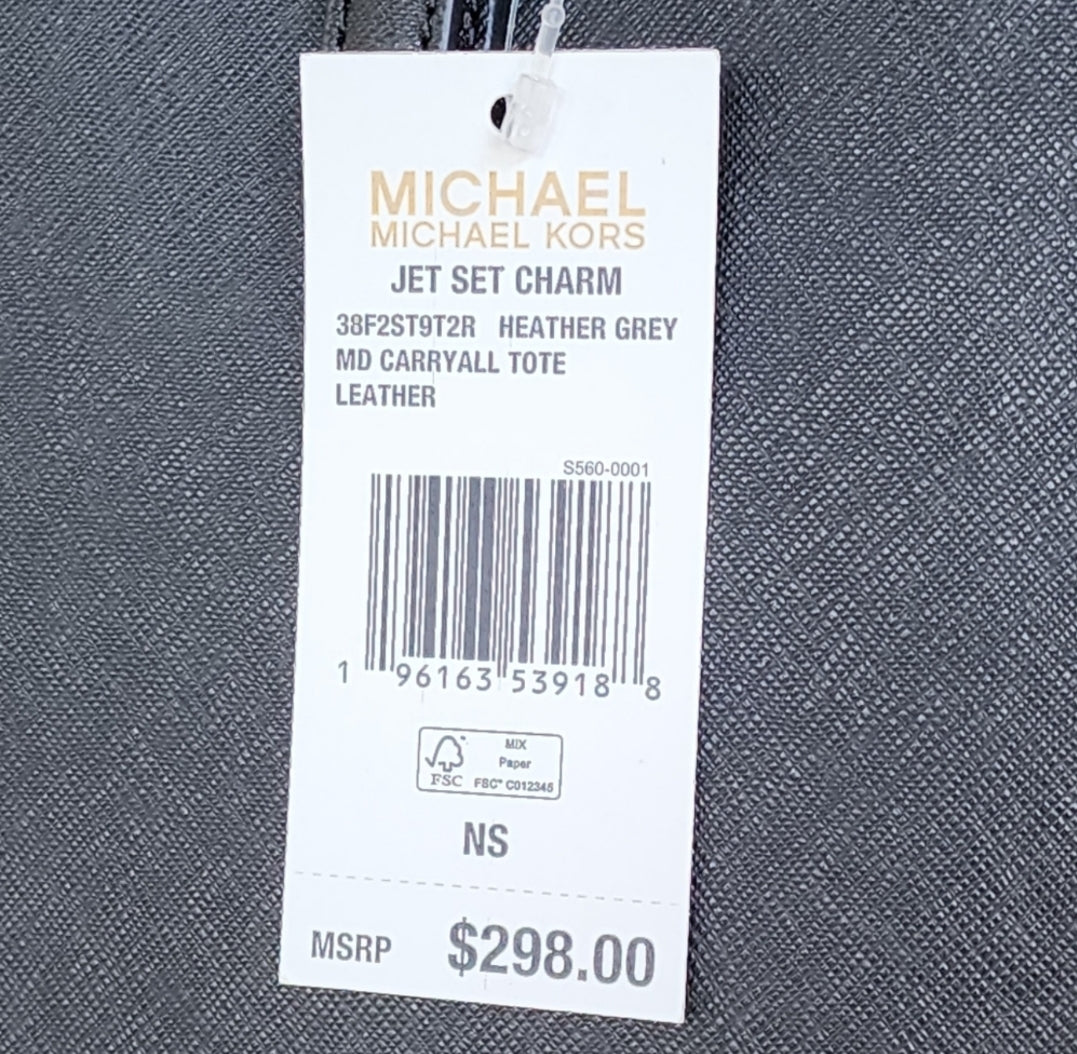 MICHAEL
MICHAEL KORS
JET SET CHARM
38F2ST9T2R HEATHER GREY
MD CARRYALL TOTE
LEATHER
S560-0001
1 96163 53918 8
MIX
Paper
FSC FSC™ C012345
NS
MSRP $298.00